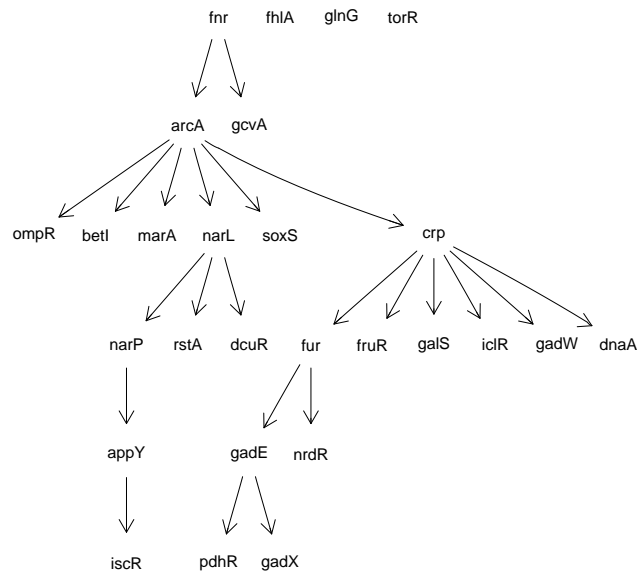 fnr fhlA glnG torR
arcA gcvA
ompR betI marA narL soxS crp
narP rstA dcuR fur fruR galS iclR gadW dnaA
appY gadE nrdR
iscR pdhR gadX